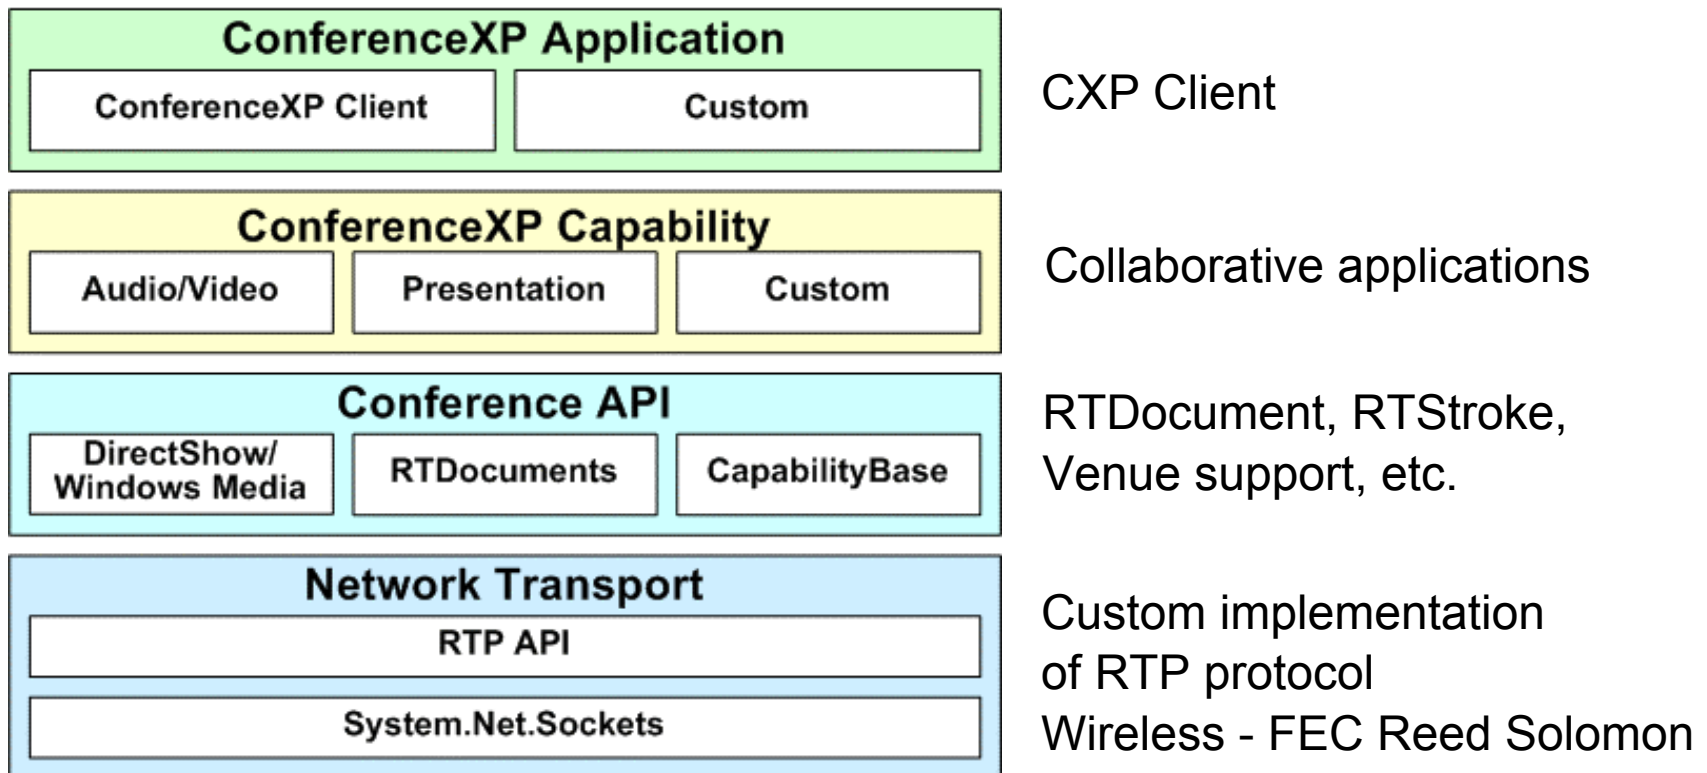 ConferenceXP Application
ConferenceXP Client
Custom
CXP Client
ConferenceXP Capability
Audio/Video
Presentation
Custom
Collaborative applications
Conference API
DirectShow/
Windows Media
RTDocuments
CapabilityBase
RTDocument, RTStroke,
Venue support, etc.
Network Transport
RTP API
System.Net.Sockets
Custom implementation
of RTP protocol
Wireless - FEC Reed Solomon